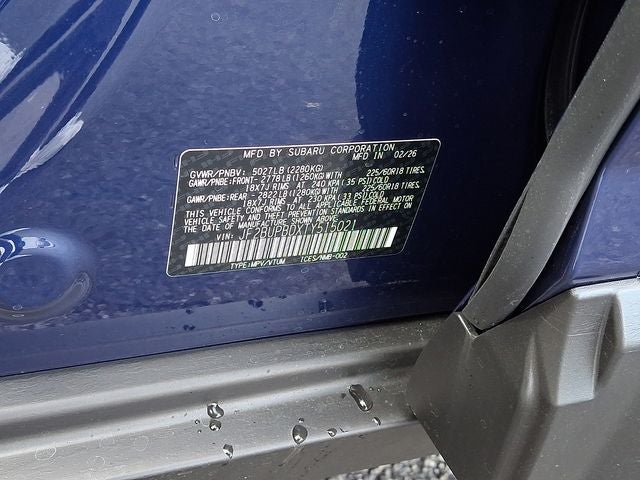 MFD BY SUBARU CORPORATION
MFD IN 02/26
GVWR/PNBV: 5027LB (2280KG)
GAWR/PNBE:FRONT- 2778LB (1260KG) WITH 225/60R18 TIRES,
18X7J RIMS AT 240 KPA (35 PSI) COLD
GAWR/PNBE:REAR - 2822LB (1280KG) WITH 225/60R18 TIRES,
18X7J RIMS AT 230 KPA (33 PSI) COLD
THIS VEHICLE CONFORMS TO ALL APPLICABLE FEDERAL MOTOR
VEHICLE SAFETY AND THEFT PREVENTION STANDARDS IN EFFECT ON
THE DATE OF MANUFACTURE SHOWN ABOVE.
VIN:
TYPE:MPV/VTUM ICES/NMB-002